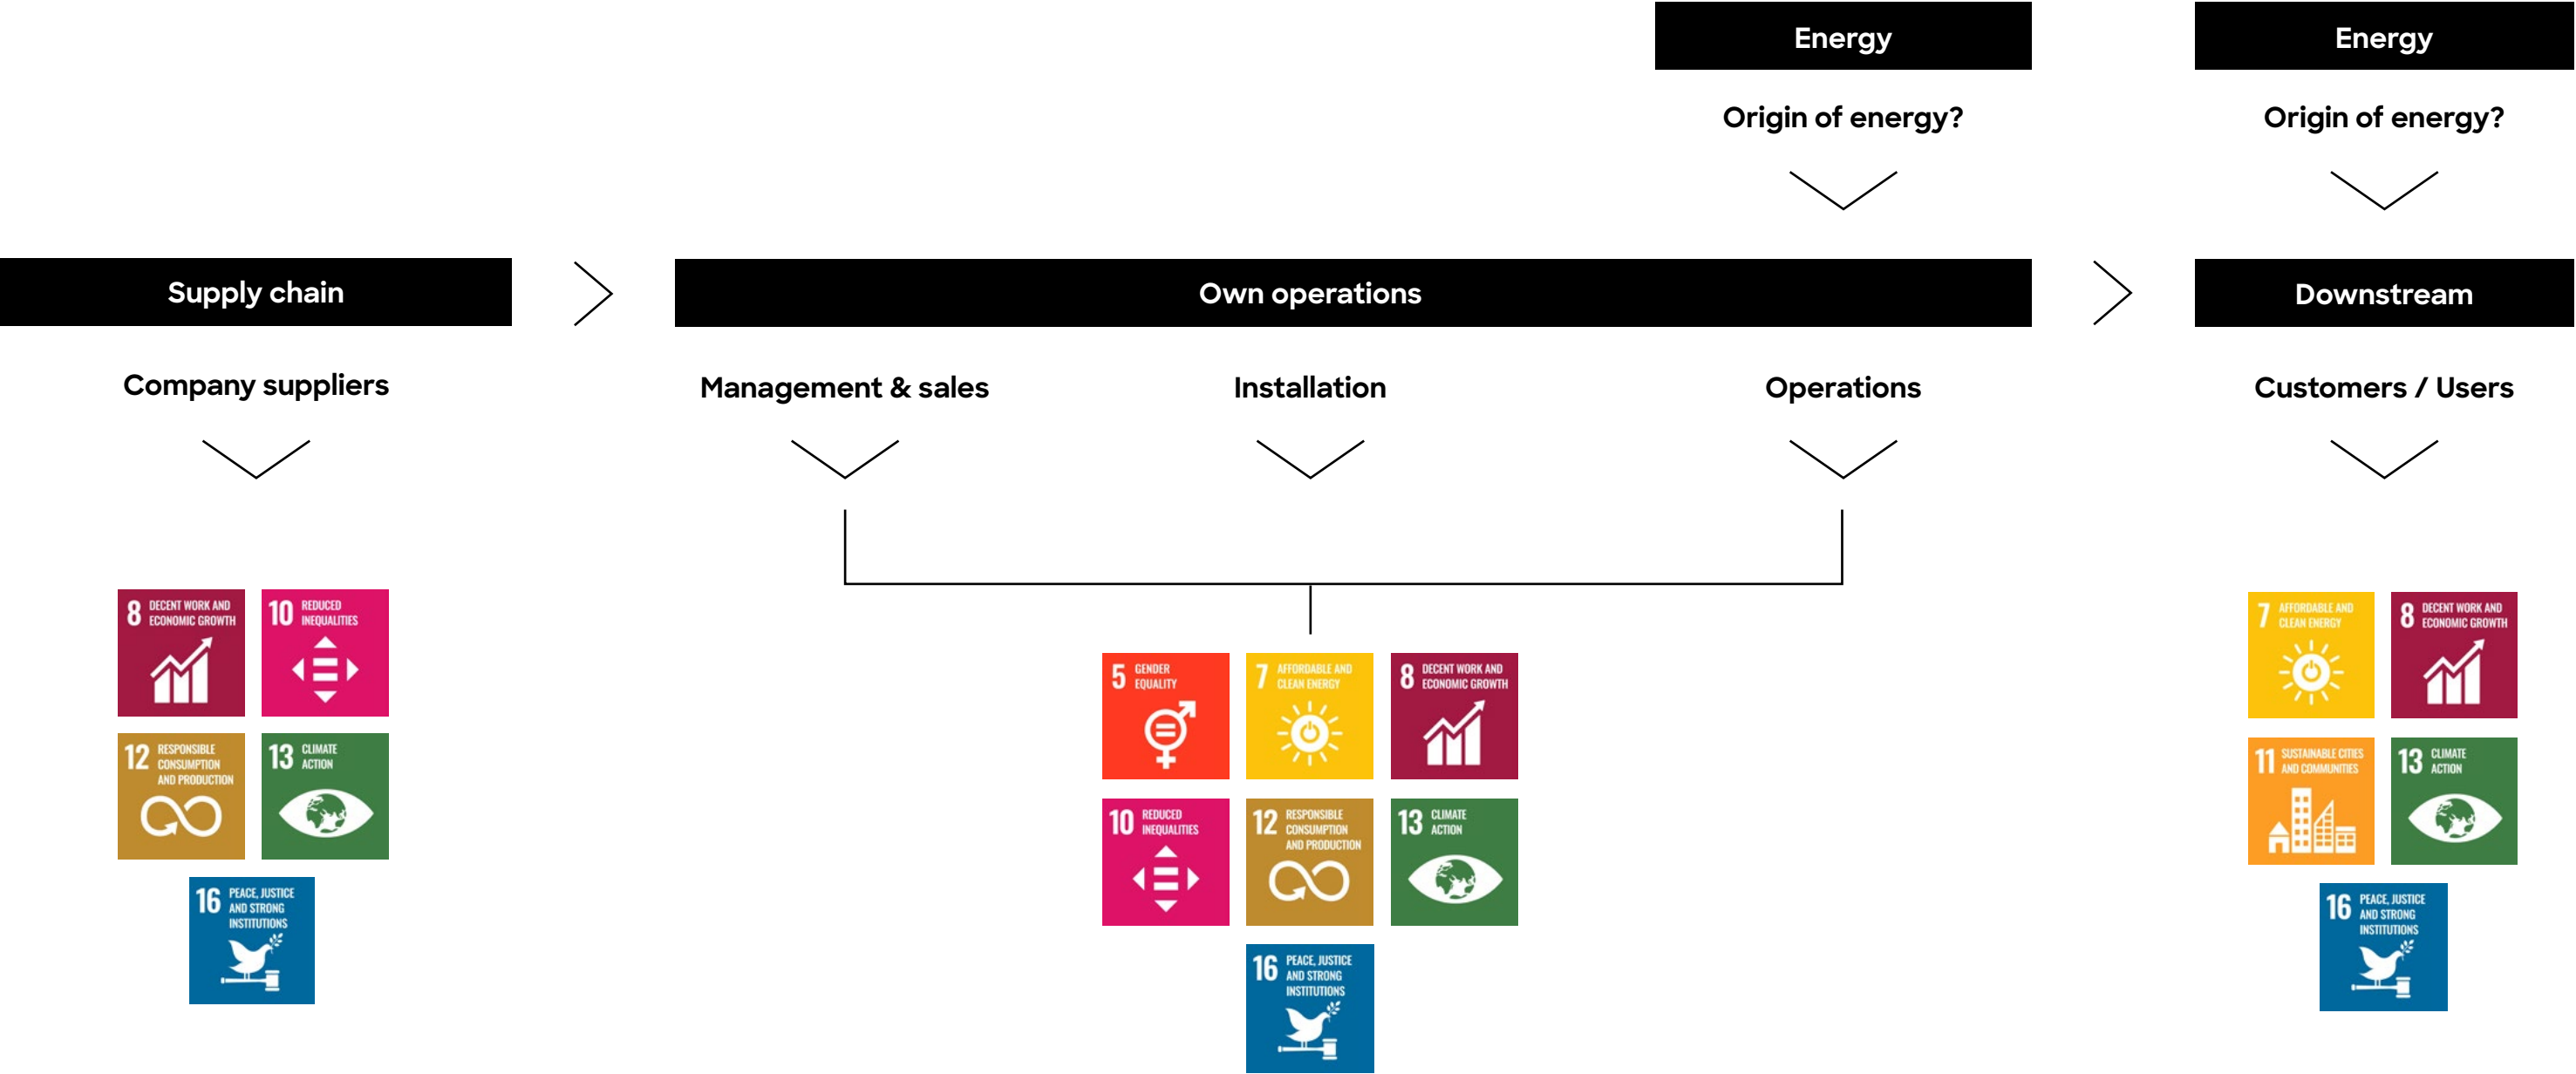 Energy
Energy
Origin of energy?
Origin of energy?
Supply chain
Own operations
Downstream
Company suppliers
Management & sales
Installation
Operations
Customers / Users
8 DECENT WORK AND
ECONOMIC GROWTH
10 REDUCED
INEQUALITIES
12 RESPONSIBLE
CONSUMPTION
AND PRODUCTION
13 CLIMATE
ACTION
16 PEACE, JUSTICE
AND STRONG
INSTITUTIONS
5 GENDER
EQUALITY
7 AFFORDABLE AND
CLEAN ENERGY
8 DECENT WORK AND
ECONOMIC GROWTH
10 REDUCED
INEQUALITIES
12 RESPONSIBLE
CONSUMPTION
AND PRODUCTION
13 CLIMATE
ACTION
16 PEACE, JUSTICE
AND STRONG
INSTITUTIONS
7 AFFORDABLE AND
CLEAN ENERGY
8 DECENT WORK AND
ECONOMIC GROWTH
11 SUSTAINABLE CITIES
AND COMMUNITIES
13 CLIMATE
ACTION
16 PEACE, JUSTICE
AND STRONG
INSTITUTIONS